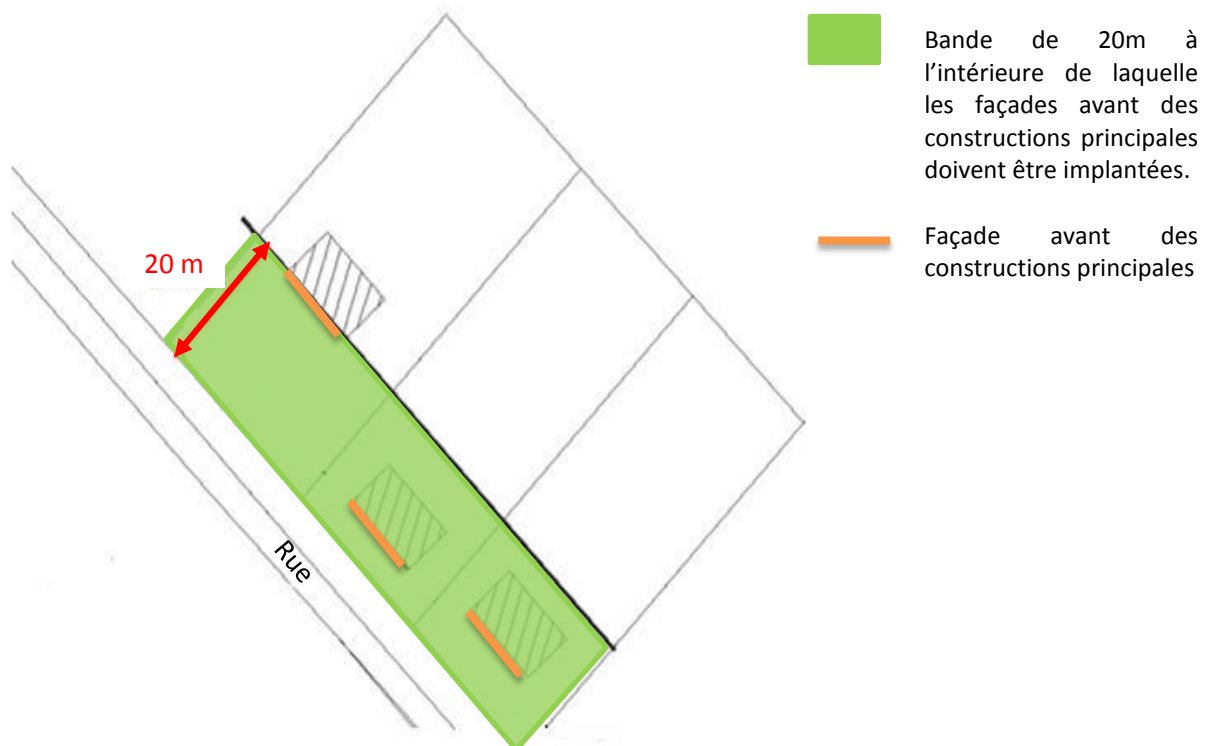 Bande de 20m à
l’intérieure de laquelle
les façades avant des
constructions principales
doivent être implantées.
Façade avant des
constructions principales
20 m
Rue